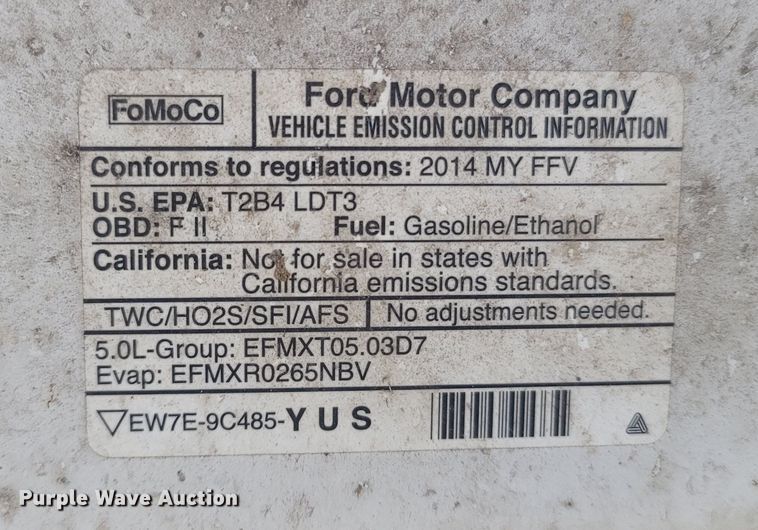 FoMoCo
Ford Motor Company
VEHICLE EMISSION CONTROL INFORMATION
Conforms to regulations: 2014 MY FFV
U.S. EPA: T2B4 LDT3
OBD: F II Fuel: Gasoline/Ethanol
California: Not for sale in states with
California emissions standards.
TWC/HO2S/SFI/AFS No adjustments needed.
5.0L-Group: EFMXT05.03D7
Evap: EFMXR0265NBV
EW7E-9C485-YUS
Purple Wave Auction